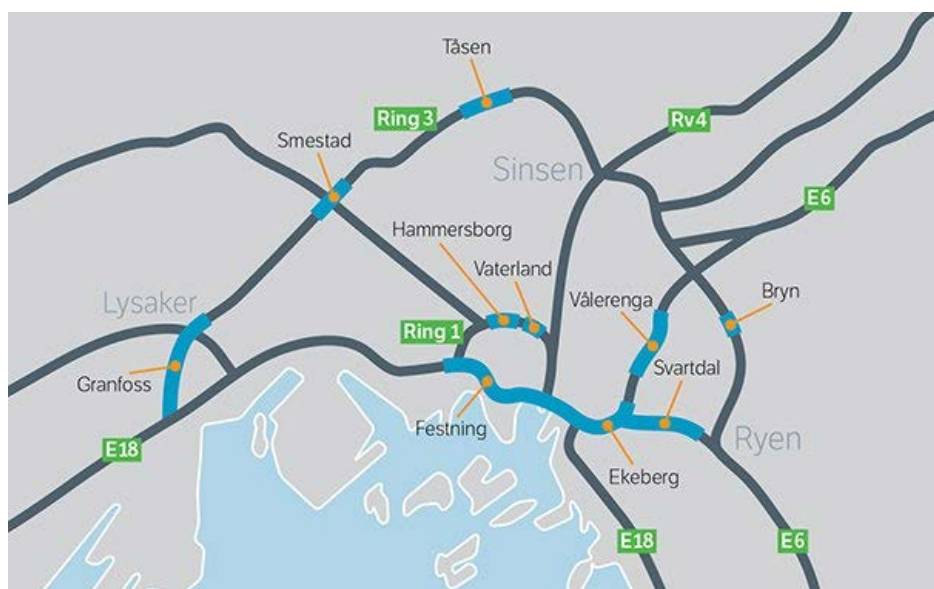 Tåsen
Ring 3
Rv4
Smestad
Sinsen
E6
Hammersborg
Vaterland
Lysaker
Vålerenga
Bryn
Ring 1
Svartdal
Granfoss
Festning
Ryen
E18
Ekeberg
E18
E6